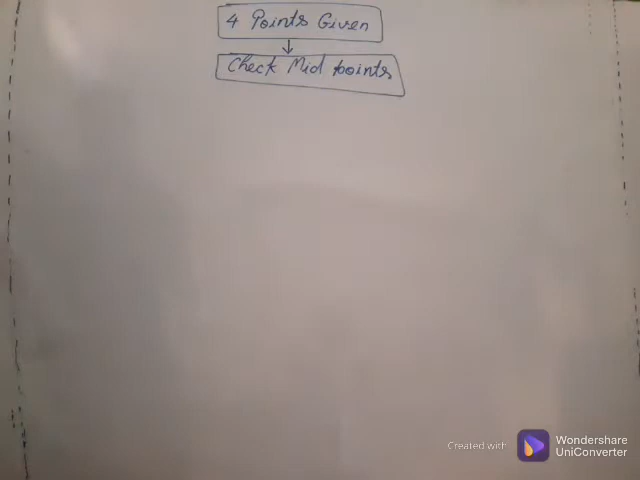 4 Points Given
Check Mid points
Created with
Wondershare
UniConverter